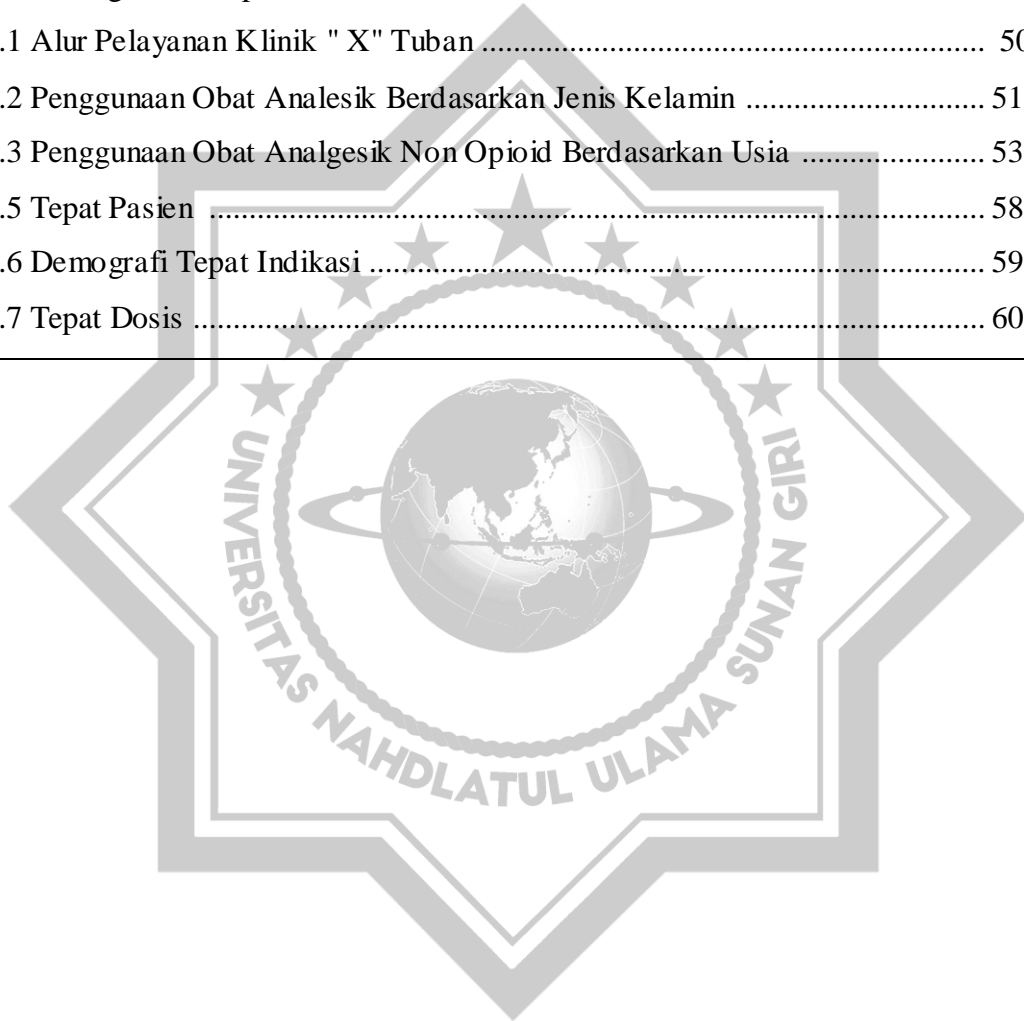 .1 Alur Pelayanan Klinik " X" Tuban ................................................................ 50
.2 Penggunaan Obat Analesik Berdasarkan Jenis Kelamin .............................. 51
.3 Penggunaan Obat Analgesik Non Opioid Berdasarkan Usia ....................... 53
.5 Tepat Pasien .................................................................................................. 58
.6 Demografi Tepat Indikasi .............................................................................. 59
.7 Tepat Dosis .................................................................................................... 60
UNIVERSITAS NAHDLATUL ULAMA SUNAN GIRI